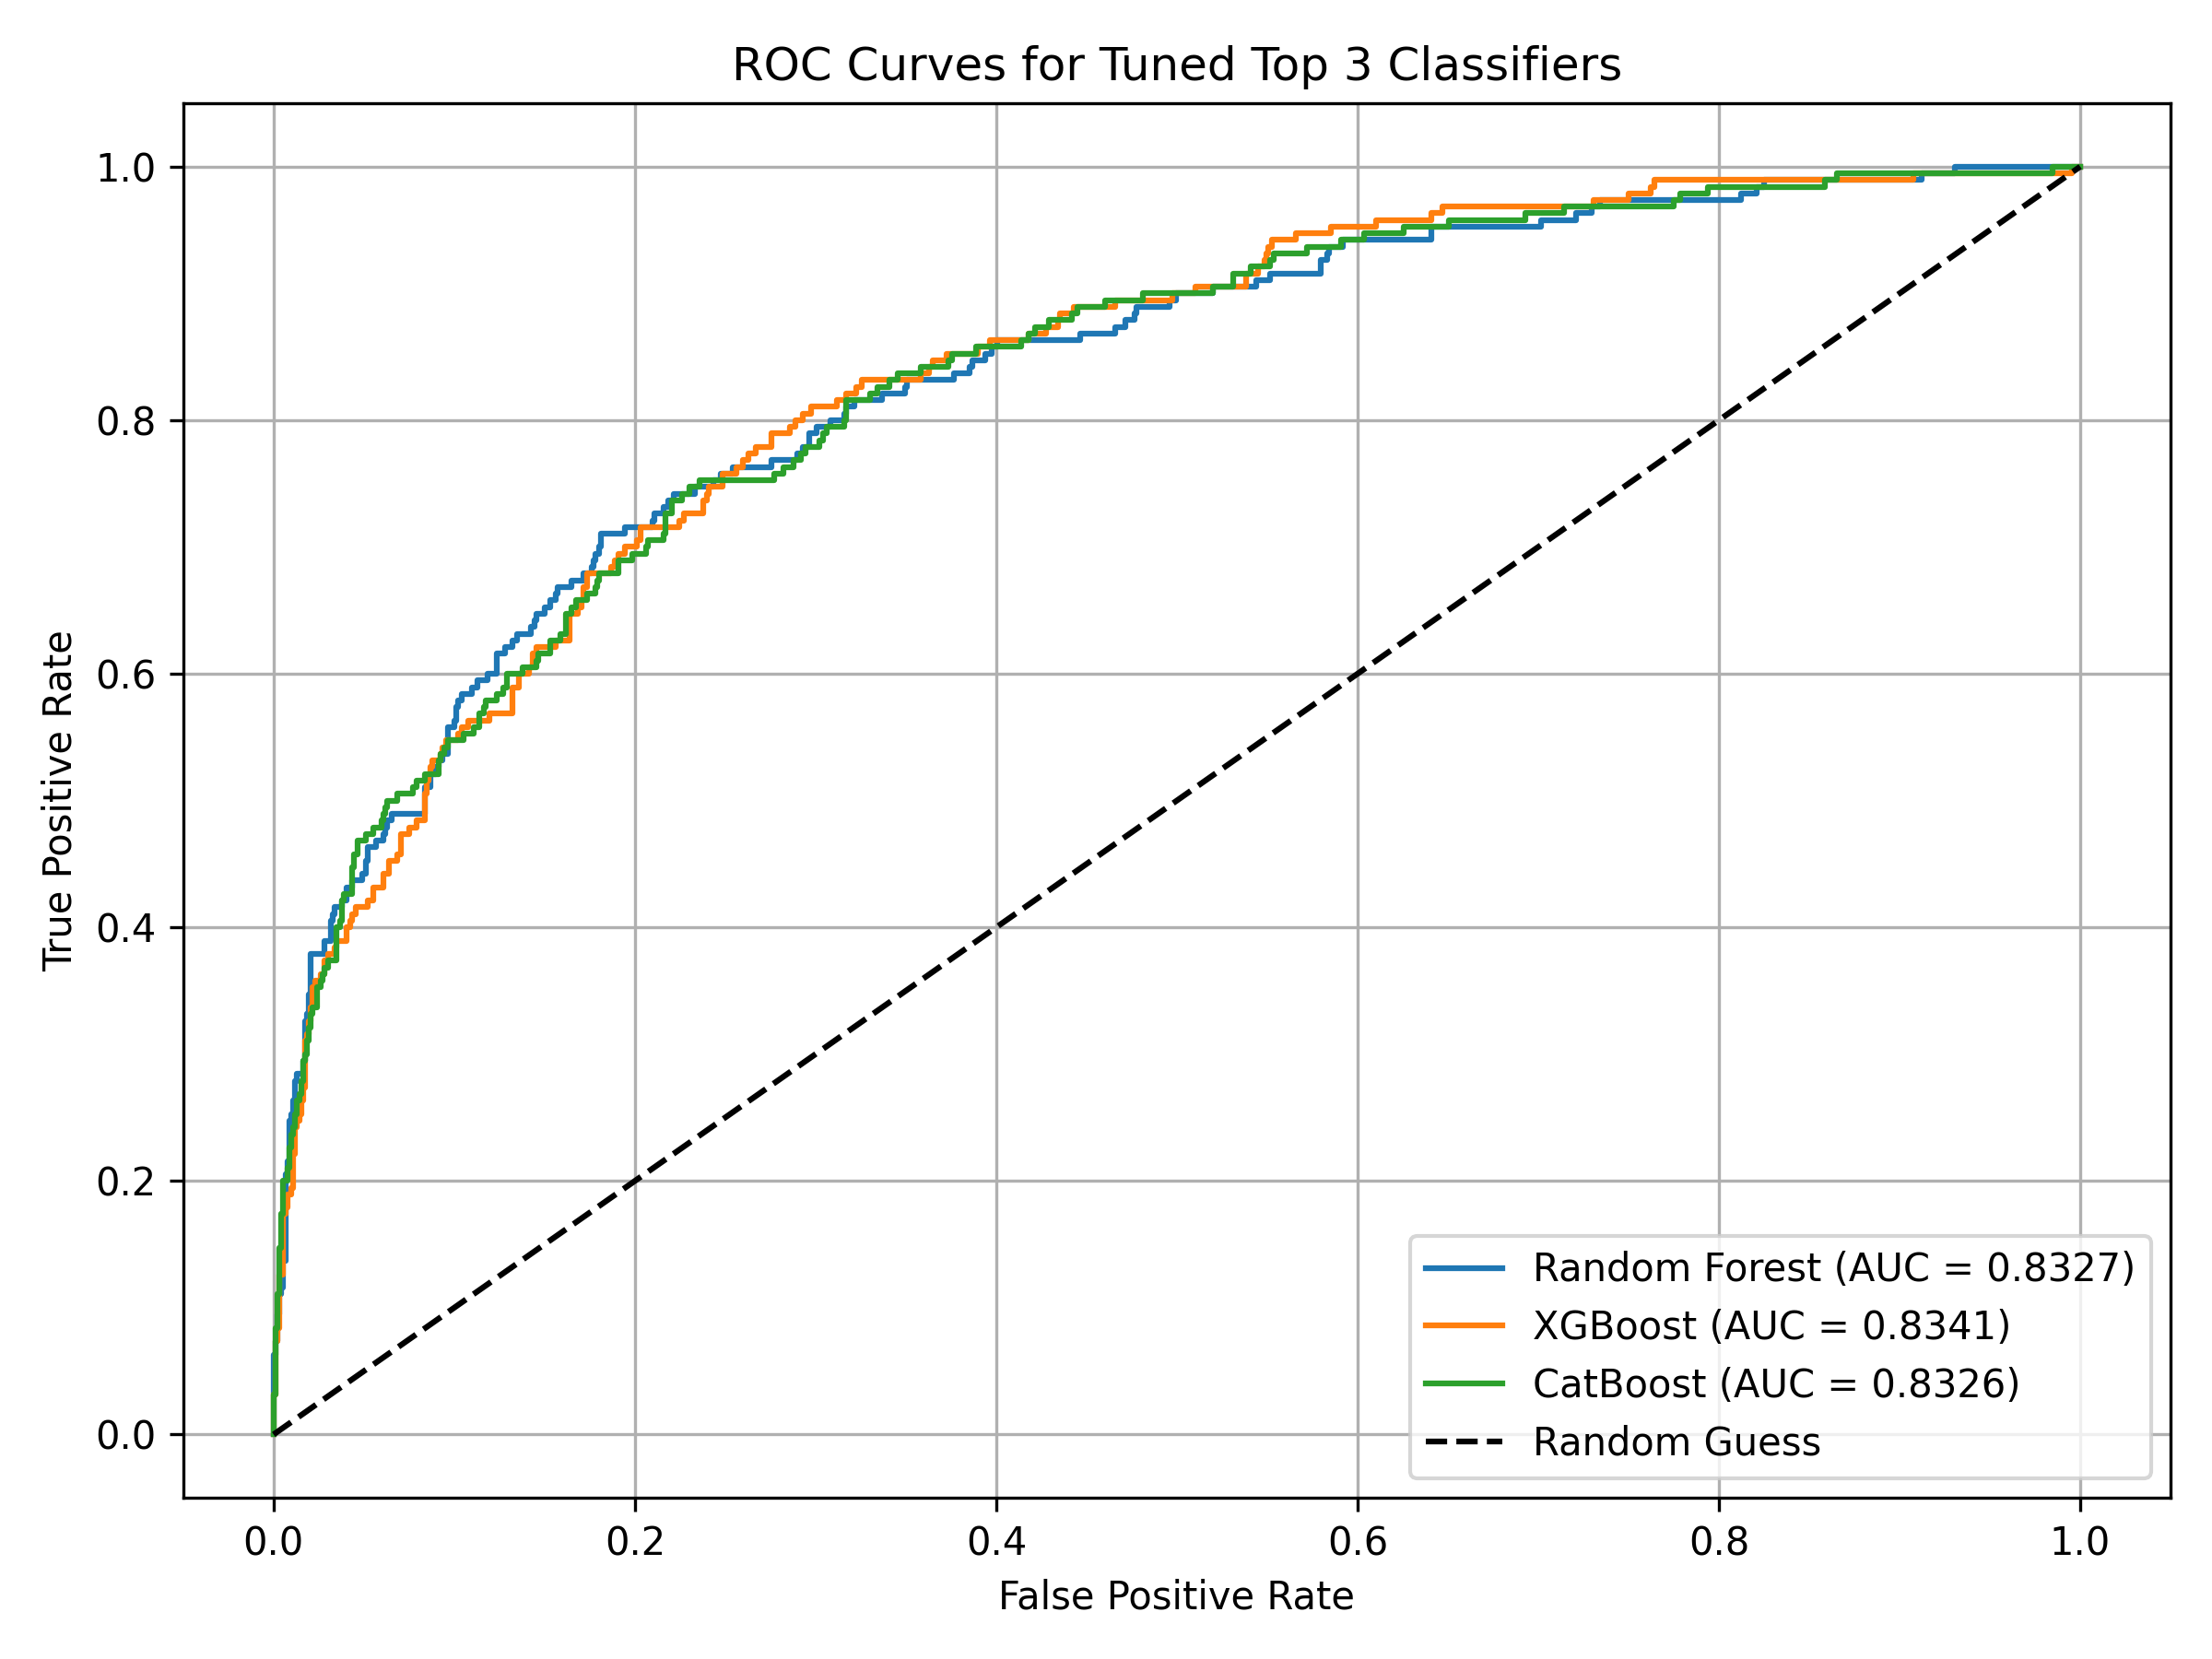 ROC Curves for Tuned Top 3 Classifiers
True Positive Rate
1.0
0.8
0.6
0.4
0.2
0.0
0.0 0.2 0.4 0.6 0.8 1.0
False Positive Rate
Random Forest (AUC = 0.8327)
XGBoost (AUC = 0.8341)
CatBoost (AUC = 0.8326)
Random Guess